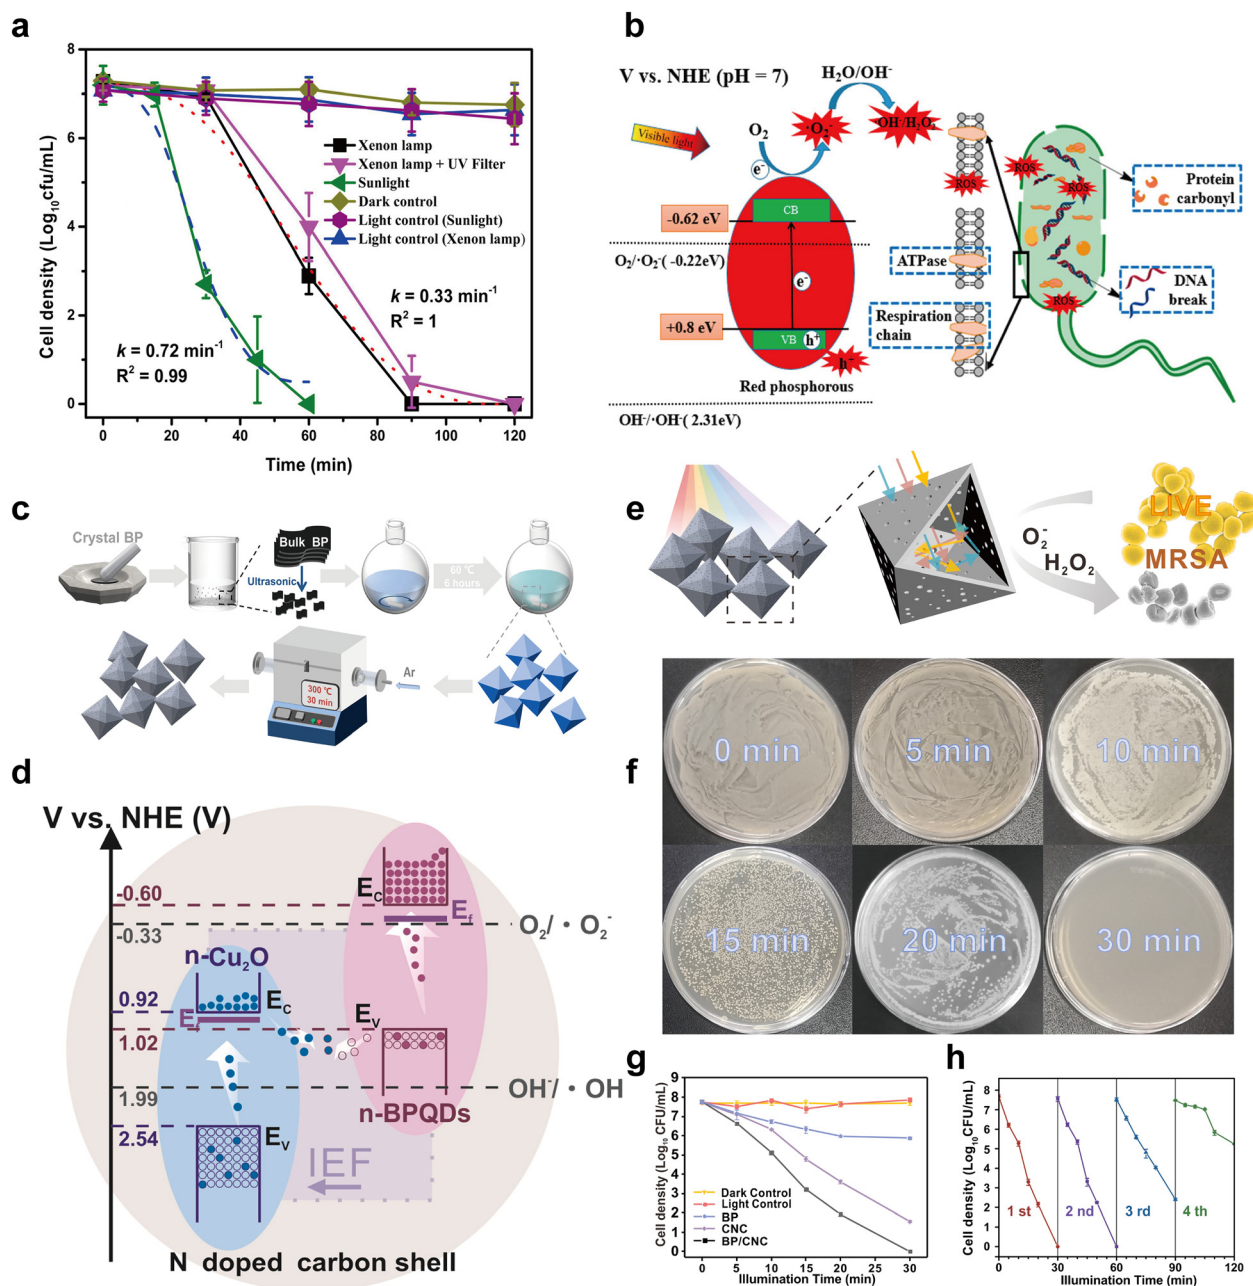 a
8
6
4
2
0
Cell density (Log10cfu/mL)
Xenon lamp
Xenon lamp + UV Filter
Sunlight
Dark control
Light control (Sunlight)
Light control (Xenon lamp)
k = 0.33 min-1
R2 = 1
k = 0.72 min-1
R2 = 0.99
0 20 40 60 80 100 120
Time (min)
b
V vs. NHE (pH = 7)
H2O/OH-
Visible light
O2
·O2-
·OH-/H2O2
e-
CB
-0.62 eV
O2/·O2-( -0.22eV)
e-
+0.8 eV
VB
h+
h+
Red phosphorous
OH-/·OH-( 2.31eV)
ROS
ATPase
Respiration
chain
ROS
ROS
ROS
Protein
carbonyl
DNA
break
c
Crystal BP
Bulk BP
Ultrasonic
60 ℃
6 hours
300 ℃
30 min
Ar
d
V vs. NHE (V)
-0.60
-0.33
0.92
1.02
1.99
2.54
n-Cu2O
EC
Ef
EV
EC
Ef
EV
O2/ · O2-
OH-/ · OH
n-BPQDs
IEF
N doped carbon shell
e
O2-
H2O2
LIVE
MRSA
f
0 min
5 min
10 min
15 min
20 min
30 min
g
9
8
7
6
5
4
3
2
1
0
Cell density (Log10CFU/mL)
Dark Control
Light Control
BP
CNC
BP/CNC
0 5 10 15 20 30
Illumination Time (min)
h
8
7
6
5
4
3
2
1
0
Cell density (Log10CFU/mL)
1 st
2 nd
3 rd
4 th
0 30 60 90 120
Illumination Time (min)